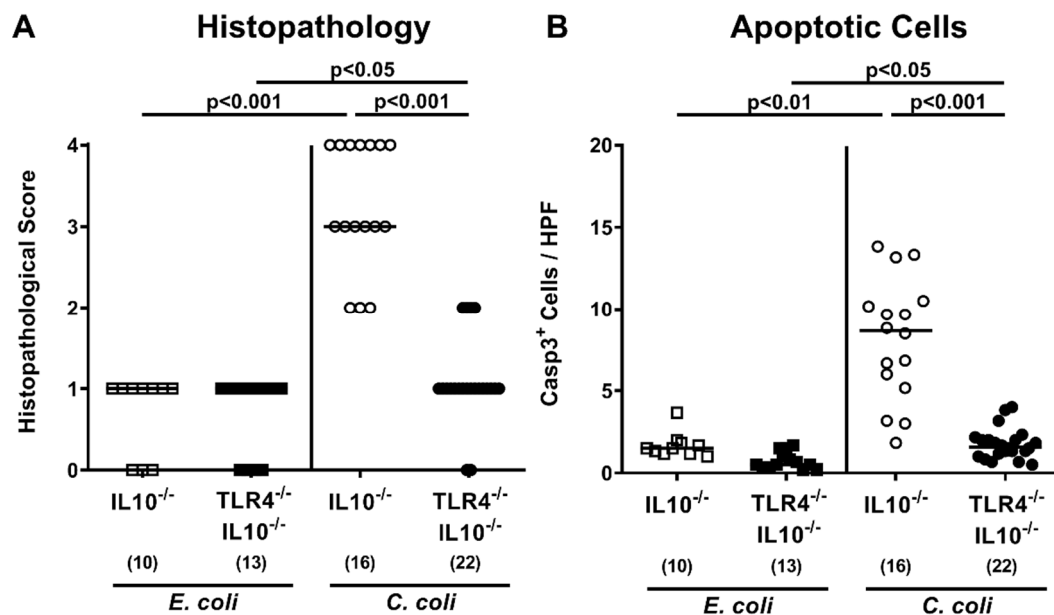 A
Histopathology
p<0.05
p<0.001
p<0.001
Histopathological Score
4
3
2
1
0
IL10-/-
TLR4-/-
IL10-/-
IL10-/-
TLR4-/-
IL10-/-
(10)
(13)
(16)
(22)
E. coli
C. coli
B
Apoptotic Cells
p<0.05
p<0.01
p<0.001
Casp3+ Cells / HPF
20
15
10
5
0
IL10-/-
TLR4-/-
IL10-/-
IL10-/-
TLR4-/-
IL10-/-
(10)
(13)
(16)
(22)
E. coli
C. coli